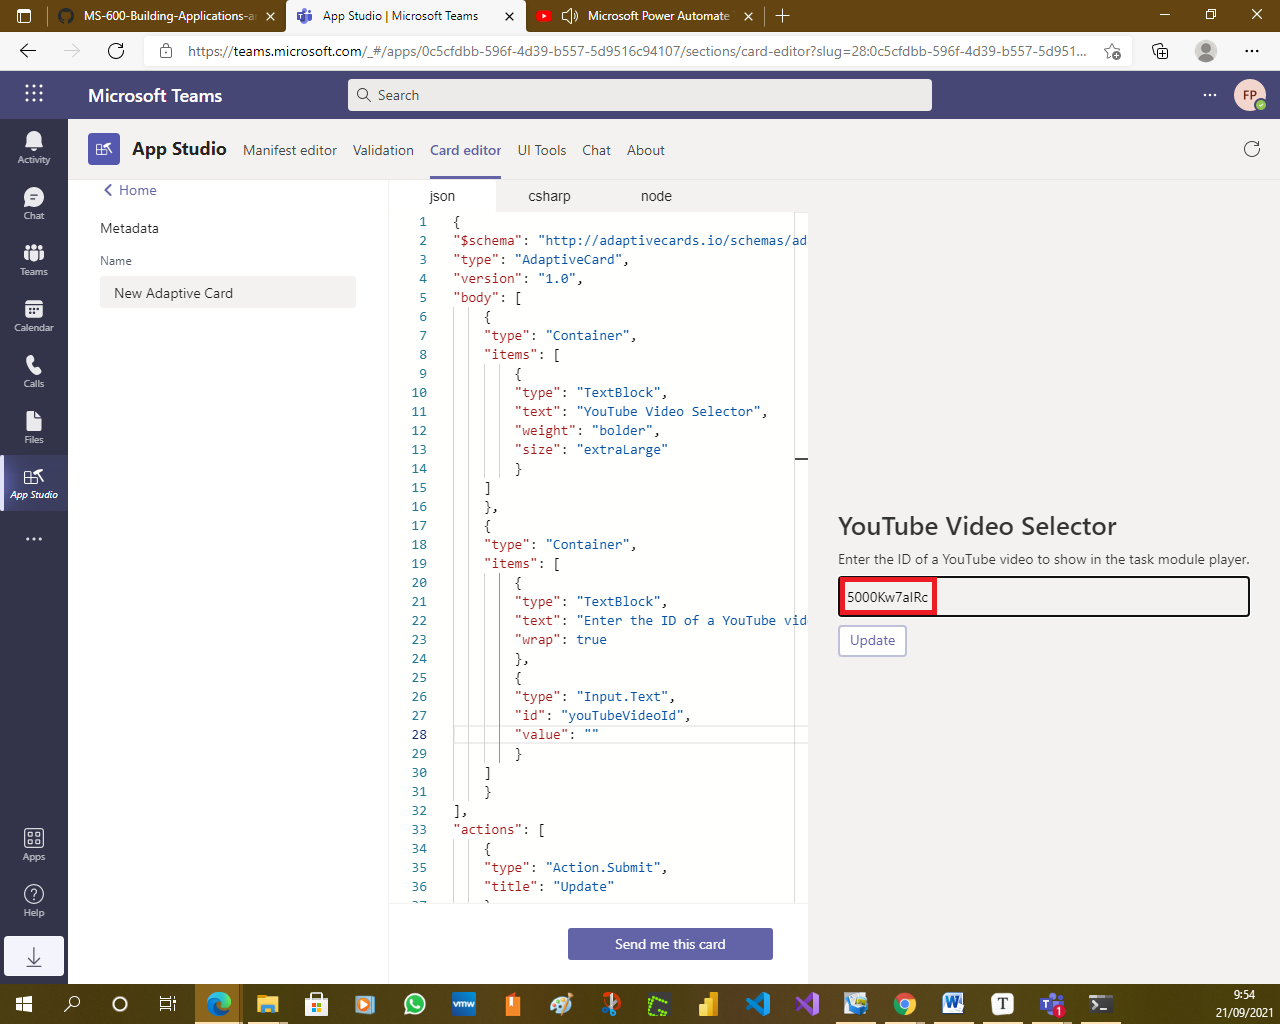 MS-600-Building-Applications-a
App Studio | Microsoft Teams
Microsoft Power Automate
https://teams.microsoft.com/_#/apps/0c5cfdbb-596f-4d39-b557-5d9516c94107/sections/card-editor?slug=28:0c5cfdbb-596f-4d39-b557-5d951...
Microsoft Teams
Search
FP
App Studio
Manifest editor
Validation
Card editor
UI Tools
Chat
About
Activity
Chat
Teams
Calendar
Calls
Files
App Studio
Apps
Help
Home
Metadata
Name
New Adaptive Card
json
csharp
node
1 {
2 "$schema": "http://adaptivecards.io/schemas/ad
3 "type": "AdaptiveCard",
4 "version": "1.0",
5 "body": [
6 {
7 "type": "Container",
8 "items": [
9 {
10 "type": "TextBlock",
11 "text": "YouTube Video Selector",
12 "weight": "bolder",
13 "size": "extraLarge"
14 }
15 ]
16 },
17 {
18 "type": "Container",
19 "items": [
20 {
21 "type": "TextBlock",
22 "text": "Enter the ID of a YouTube vid
23 "wrap": true
24 },
25 {
26 "type": "Input.Text",
27 "id": "youTubeVideoId",
28 "value": ""
29 }
30 ]
31 }
32 ],
33 "actions": [
34 {
35 "type": "Action.Submit",
36 "title": "Update"
Send me this card
YouTube Video Selector
Enter the ID of a YouTube video to show in the task module player.
5000Kw7aIRc
Update
vmw
W
T
1
9:54
21/09/2021